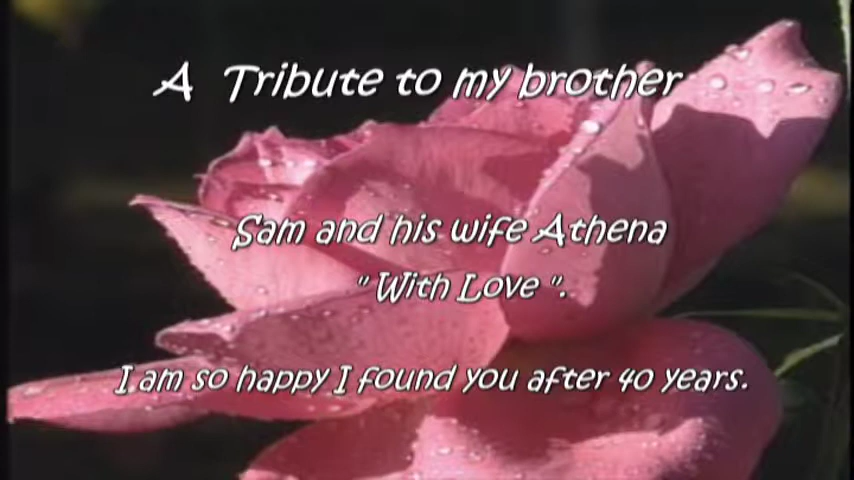 A Tribute to my brother
Sam and his wife Athena
" With Love ".
I am so happy I found you after 40 years.